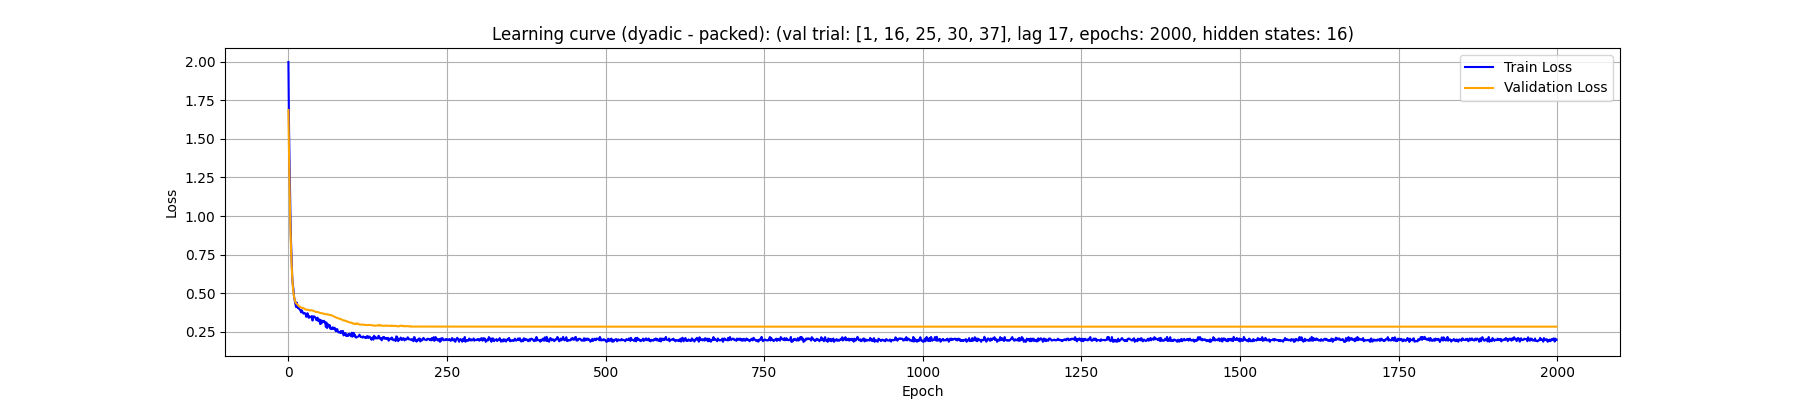 Learning curve (dyadic - packed): (val trial: [1, 16, 25, 30, 37], lag 17, epochs: 2000, hidden states: 16)
Train Loss
Validation Loss
Loss
2.00
1.75
1.50
1.25
1.00
0.75
0.50
0.25
0 250 500 750 1000 1250 1500 1750 2000
Epoch